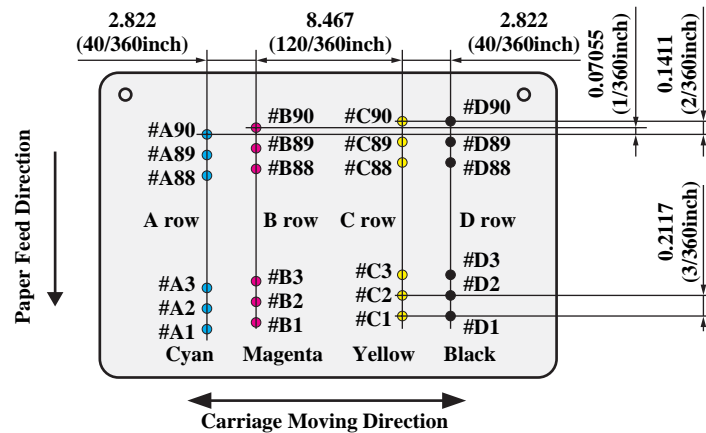 2.822
(40/360inch)
8.467
(120/360inch)
2.822
(40/360inch)
0.07055
(1/360inch)
0.1411
(2/360inch)
#A90
#B90
#C90
#D90
#A89
#B89
#C89
#D89
#A88
#B88
#C88
#D88
A row
B row
C row
D row
0.2117
(3/360inch)
Paper Feed Direction
#A3
#B3
#C3
#D3
#A2
#B2
#C2
#D2
#A1
#B1
#C1
#D1
Cyan
Magenta
Yellow
Black
Carriage Moving Direction